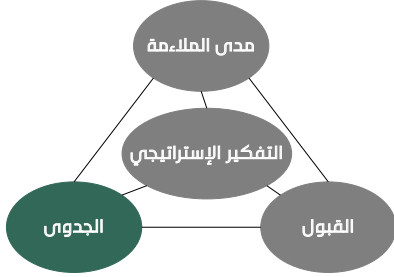 مدى الملاءمة
التفكير الإستراتيجي
الجدوى
القبول